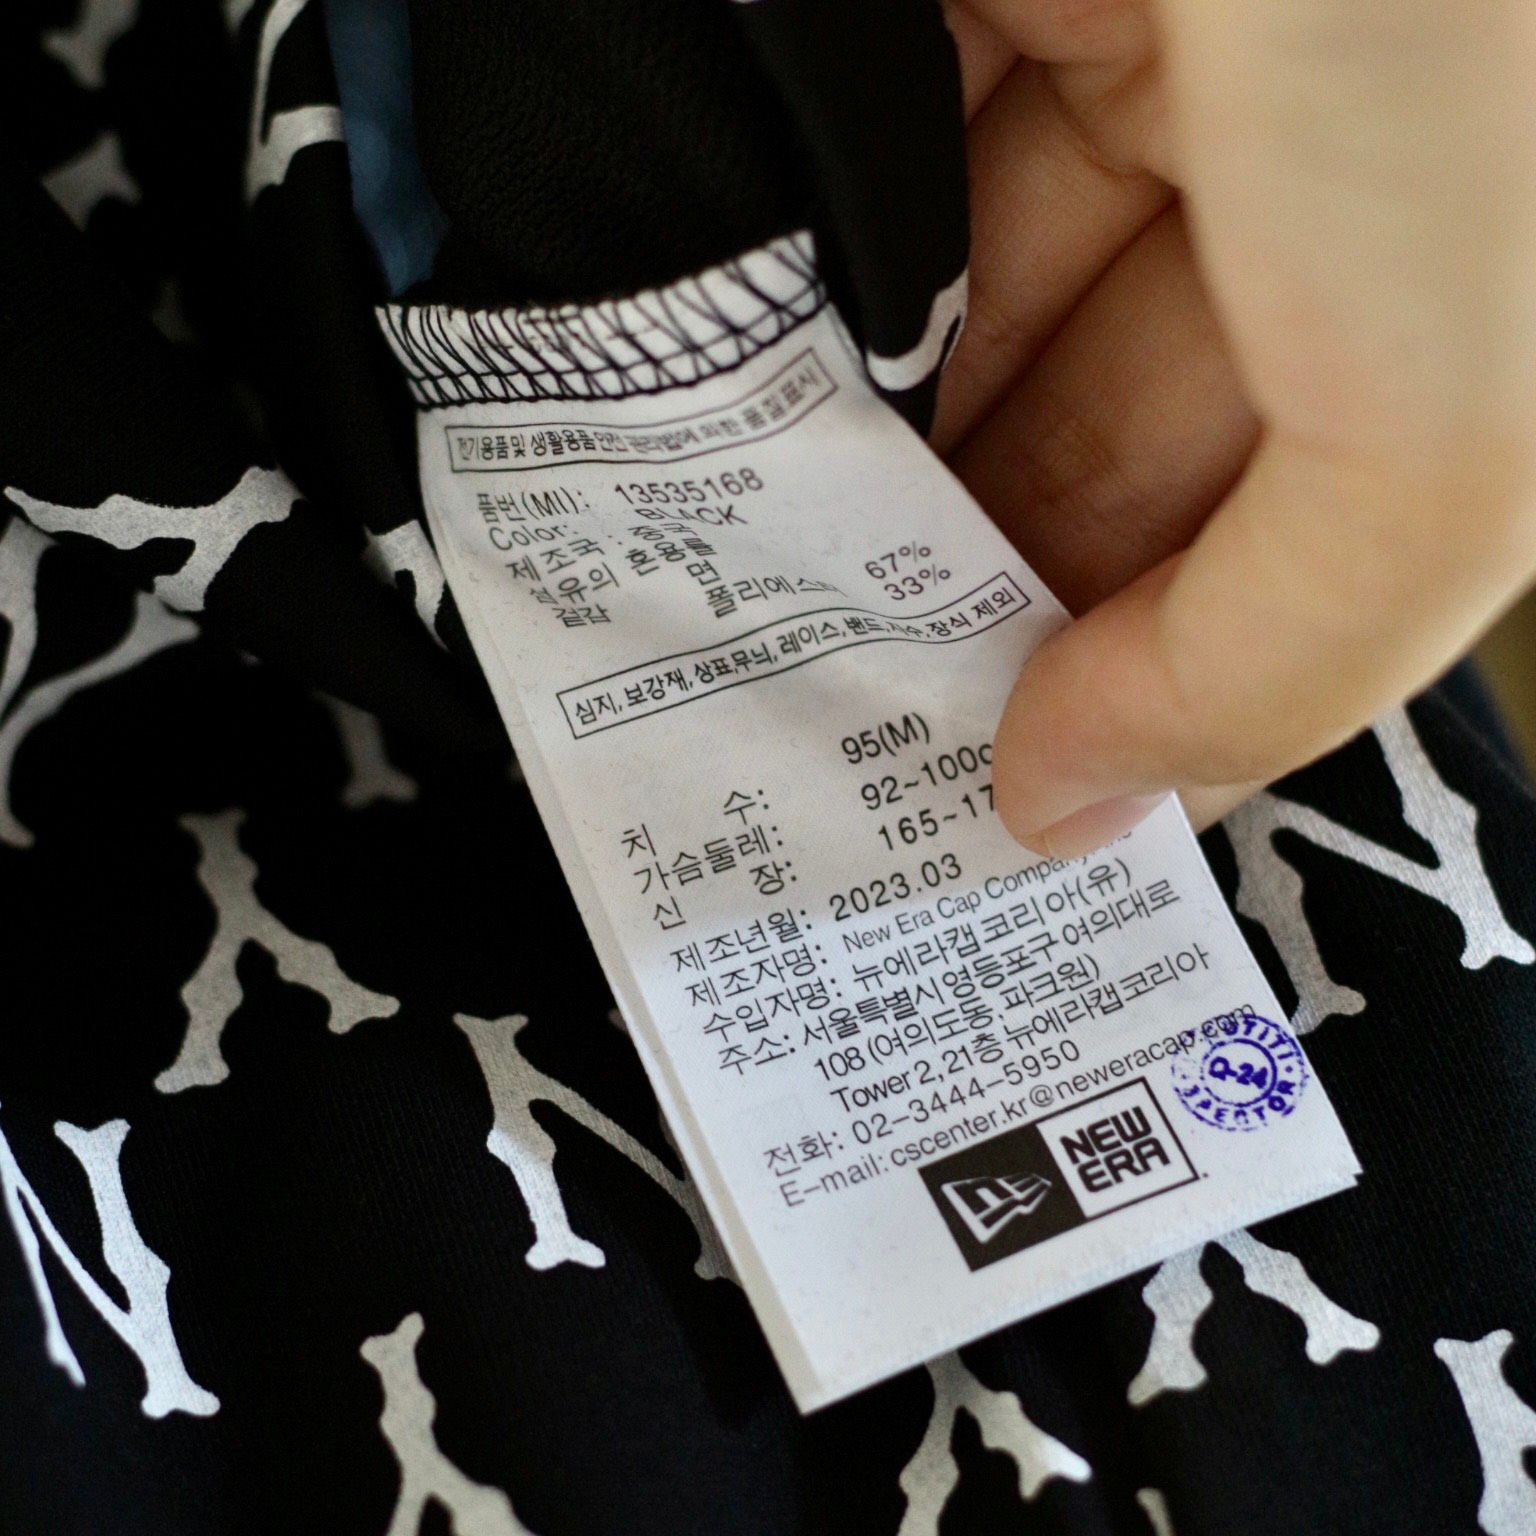 전기용품및 생활용품안전 관리법에 의한 품질표시
품번(MI): 13535168
Color: BLACK
제조국: 중국
혼용율
겉감 면 67%
폴리에스터 33%
심지,보강재,상표,무늬,레이스,밴드,자수,장식 제외
95(M)
치 수:
가슴둘레: 92~100
신 장: 165~17
제조년월: 2023.03
제조자명: New Era Cap Company,
수입자명: 뉴에라캡코리아(유)
주소: 서울특별시영등포구여의대로
108 (여의도동, 파크원)
Tower 2, 21층 뉴에라캡코리아
전화: 02-3444-5950
E-mail: cscenter.kr@neweracap.com
NEW
ERA
Q-24